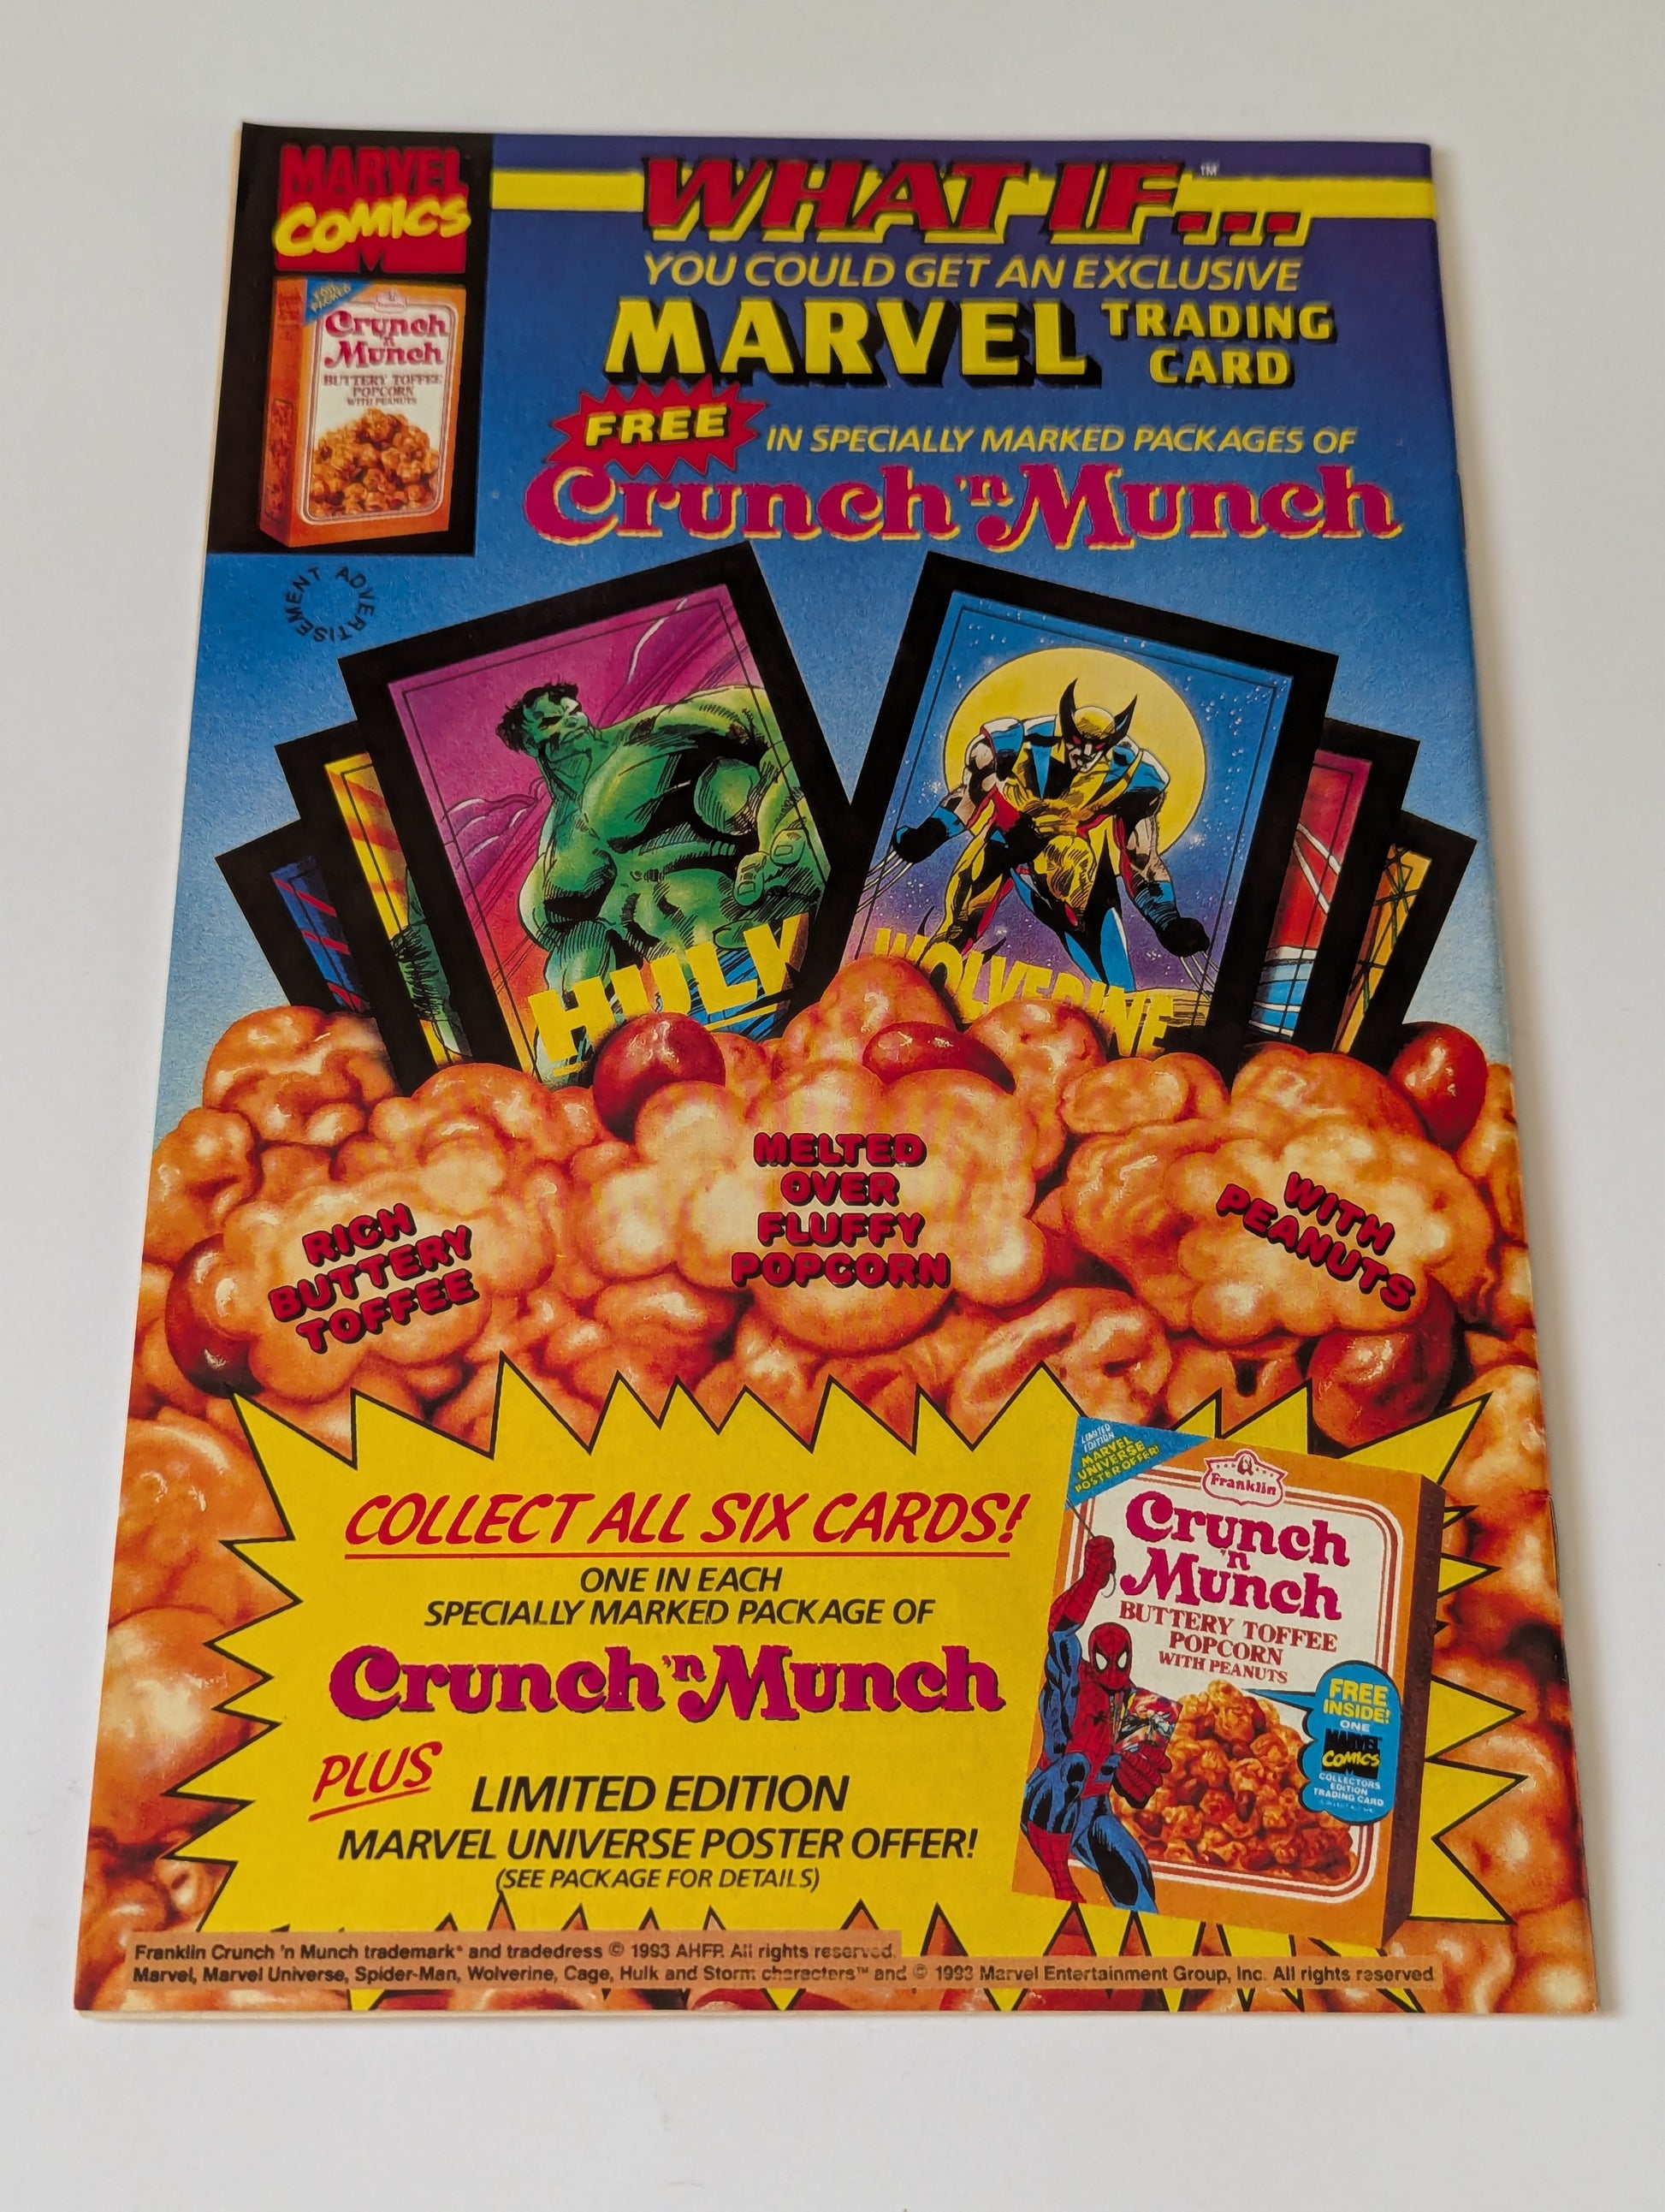 MARVEL
COMICS
FOIL
PACKED
Crunch
'n
Munch
BUTTERY TOFFEE
POPCORN
WITH PEANUTS
WHAT IF...™
YOU COULD GET AN EXCLUSIVE
MARVEL TRADING
CARD
FREE IN SPECIALLY MARKED PACKAGES OF
Crunch 'n Munch
ADVERTISEMENT
HULK
WOLVERINE
RICH
BUTTERY
TOFFEE
MELTED
OVER
FLUFFY
POPCORN
WITH
PEANUTS
COLLECT ALL SIX CARDS!
ONE IN EACH
SPECIALLY MARKED PACKAGE OF
Crunch 'n Munch
PLUS LIMITED EDITION
MARVEL UNIVERSE POSTER OFFER!
(SEE PACKAGE FOR DETAILS)
LIMITED
EDITION
MARVEL
UNIVERSE
POSTER OFFER!
Franklin
Crunch
'n
Munch
BUTTERY TOFFEE
POPCORN
WITH PEANUTS
FREE
INSIDE!
ONE
MARVEL
COMICS
COLLECTORS
EDITION
TRADING CARD
Franklin Crunch 'n Munch trademark® and tradedress © 1993 AHFP. All rights reserved.
Marvel, Marvel Universe, Spider-Man, Wolverine, Cage, Hulk and Storm characters™ and © 1993 Marvel Entertainment Group, Inc. All rights reserved